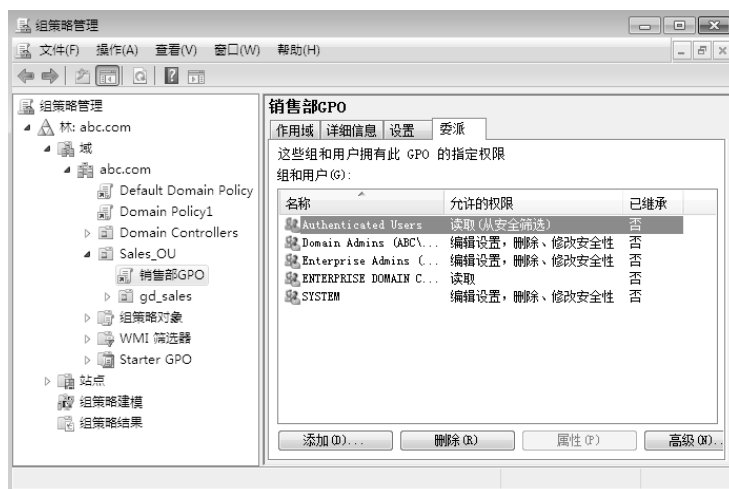 组策略管理
文件(F) 操作(A) 查看(V) 窗口(W) 帮助(H)
组策略管理
林: abc.com
域
abc.com
Default Domain Policy
Domain Policy1
Domain Controllers
Sales_OU
销售部GPO
gd_sales
组策略对象
WMI 筛选器
Starter GPO
站点
组策略建模
组策略结果
销售部GPO
作用域 详细信息 设置 委派
这些组和用户拥有此 GPO 的指定权限
组和用户(G):
名称 允许的权限 已继承
Authenticated Users 读取(从安全筛选) 否
Domain Admins (ABC\... 编辑设置, 删除、修改安全性 否
Enterprise Admins (... 编辑设置, 删除、修改安全性 否
ENTERPRISE DOMAIN C... 读取 否
SYSTEM 编辑设置, 删除、修改安全性 否
添加(D)... 删除(R) 属性(P) 高级(N)..